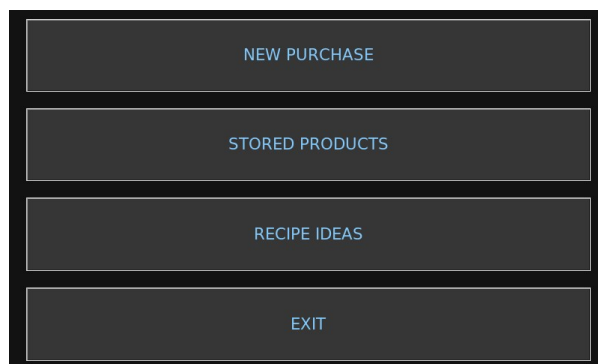 NEW PURCHASE
STORED PRODUCTS
RECIPE IDEAS
EXIT